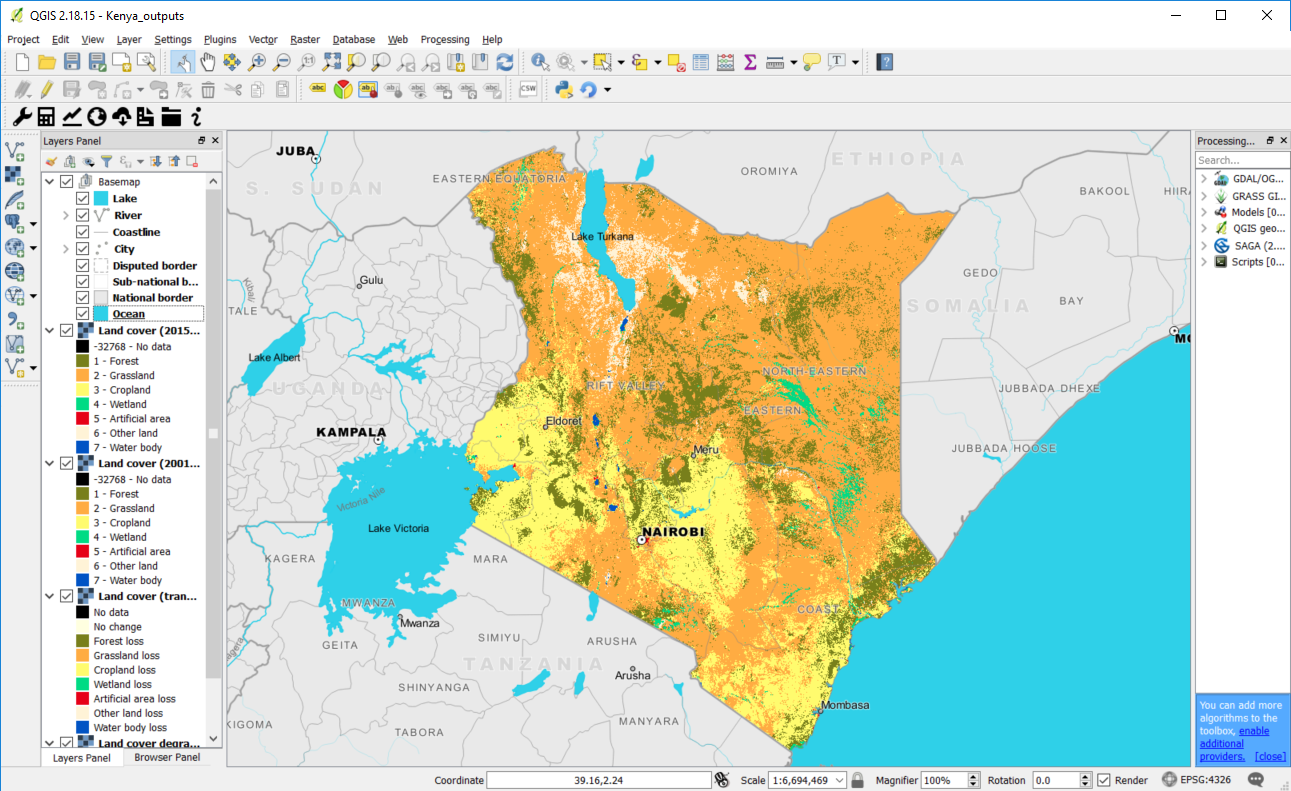 QGIS 2.18.15 - Kenya_outputs
Project Edit View Layer Settings Plugins Vector Raster Database Web Processing Help
abc abc abc abc abc abc abc CSW
Layers Panel
Basemap
Lake
River
Coastline
City
Disputed border
Sub-national b...
National border
Ocean
Land cover (2015...
-32768 - No data
1 - Forest
2 - Grassland
3 - Cropland
4 - Wetland
5 - Artificial area
6 - Other land
7 - Water body
Land cover (2001...
-32768 - No data
1 - Forest
2 - Grassland
3 - Cropland
4 - Wetland
5 - Artificial area
6 - Other land
7 - Water body
Land cover (tran...
No data
No change
Forest loss
Grassland loss
Cropland loss
Wetland loss
Artificial area loss
Other land loss
Water body loss
Land cover degra...
Layers Panel Browser Panel
JUBA
ETHIOPIA
OROMIYA
EASTERN EQUATORIA
S. SUDAN
BAKOOL
HIIRA
Lake Turkana
GEDO
Gulu
SOMALIA
BAY
TALE
Lake Albert
RIFT VALLEY
NORTH-EASTERN
UGANDA
JUBBADA DHEXE
EASTERN
Eldoret
KAMPALA
JUBBADA HOOSE
Meru
Victoria Nile
Lake Victoria
NAIROBI
KAGERA
MARA
MWANZA
COAST
Mwanza
GEITA
SIMIYU
ARUSHA
TANZANIA
Arusha
SHINYANGA
Mombasa
KIGOMA
MANYARA
TABORA
Processing...
Search...
GDAL/OG...
GRASS GI...
Models [0...
QGIS geo...
SAGA (2....
Scripts [0...
You can add more
algorithms to the
toolbox, enable
additional
providers. [close]
Coordinate 39.16,2.24 Scale 1:6,694,469 Magnifier 100% Rotation 0.0 Render EPSG:4326